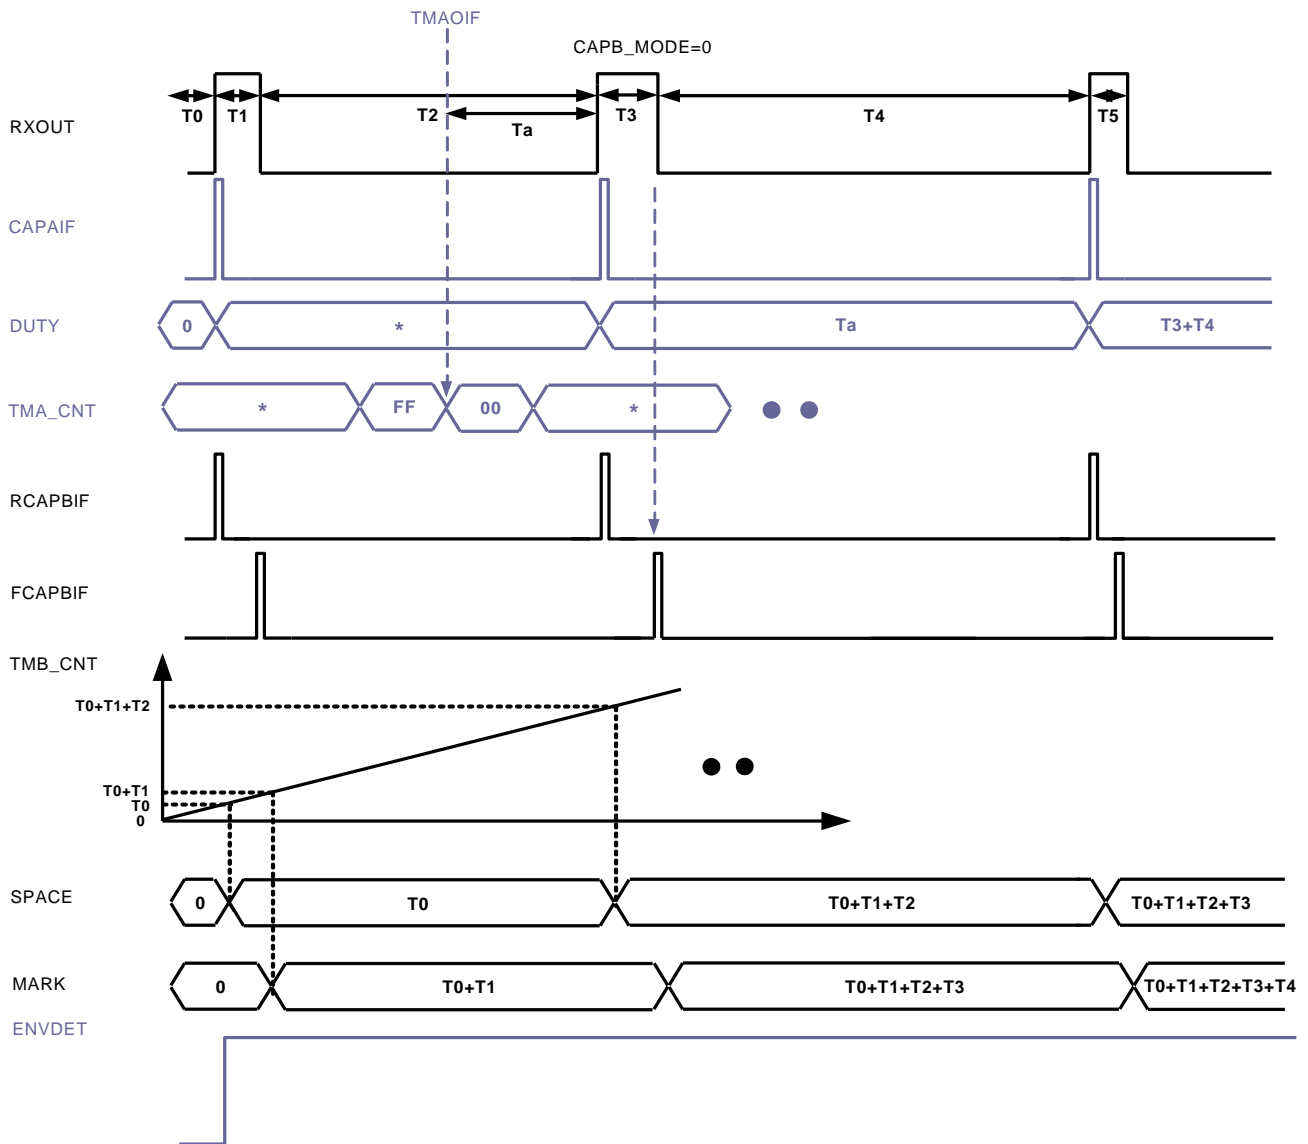 TMAOIF
CAPB_MODE=0
RXOUT
T0
T1
T2
Ta
T3
T4
T5
CAPAIF
DUTY
0
*
Ta
T3+T4
TMA_CNT
*
FF
00
*
RCAPBIF
FCAPBIF
TMB_CNT
T0+T1+T2
T0+T1
T0
0
SPACE
0
T0
T0+T1+T2
T0+T1+T2+T3
MARK
0
T0+T1
T0+T1+T2+T3
T0+T1+T2+T3+T4
ENVDET